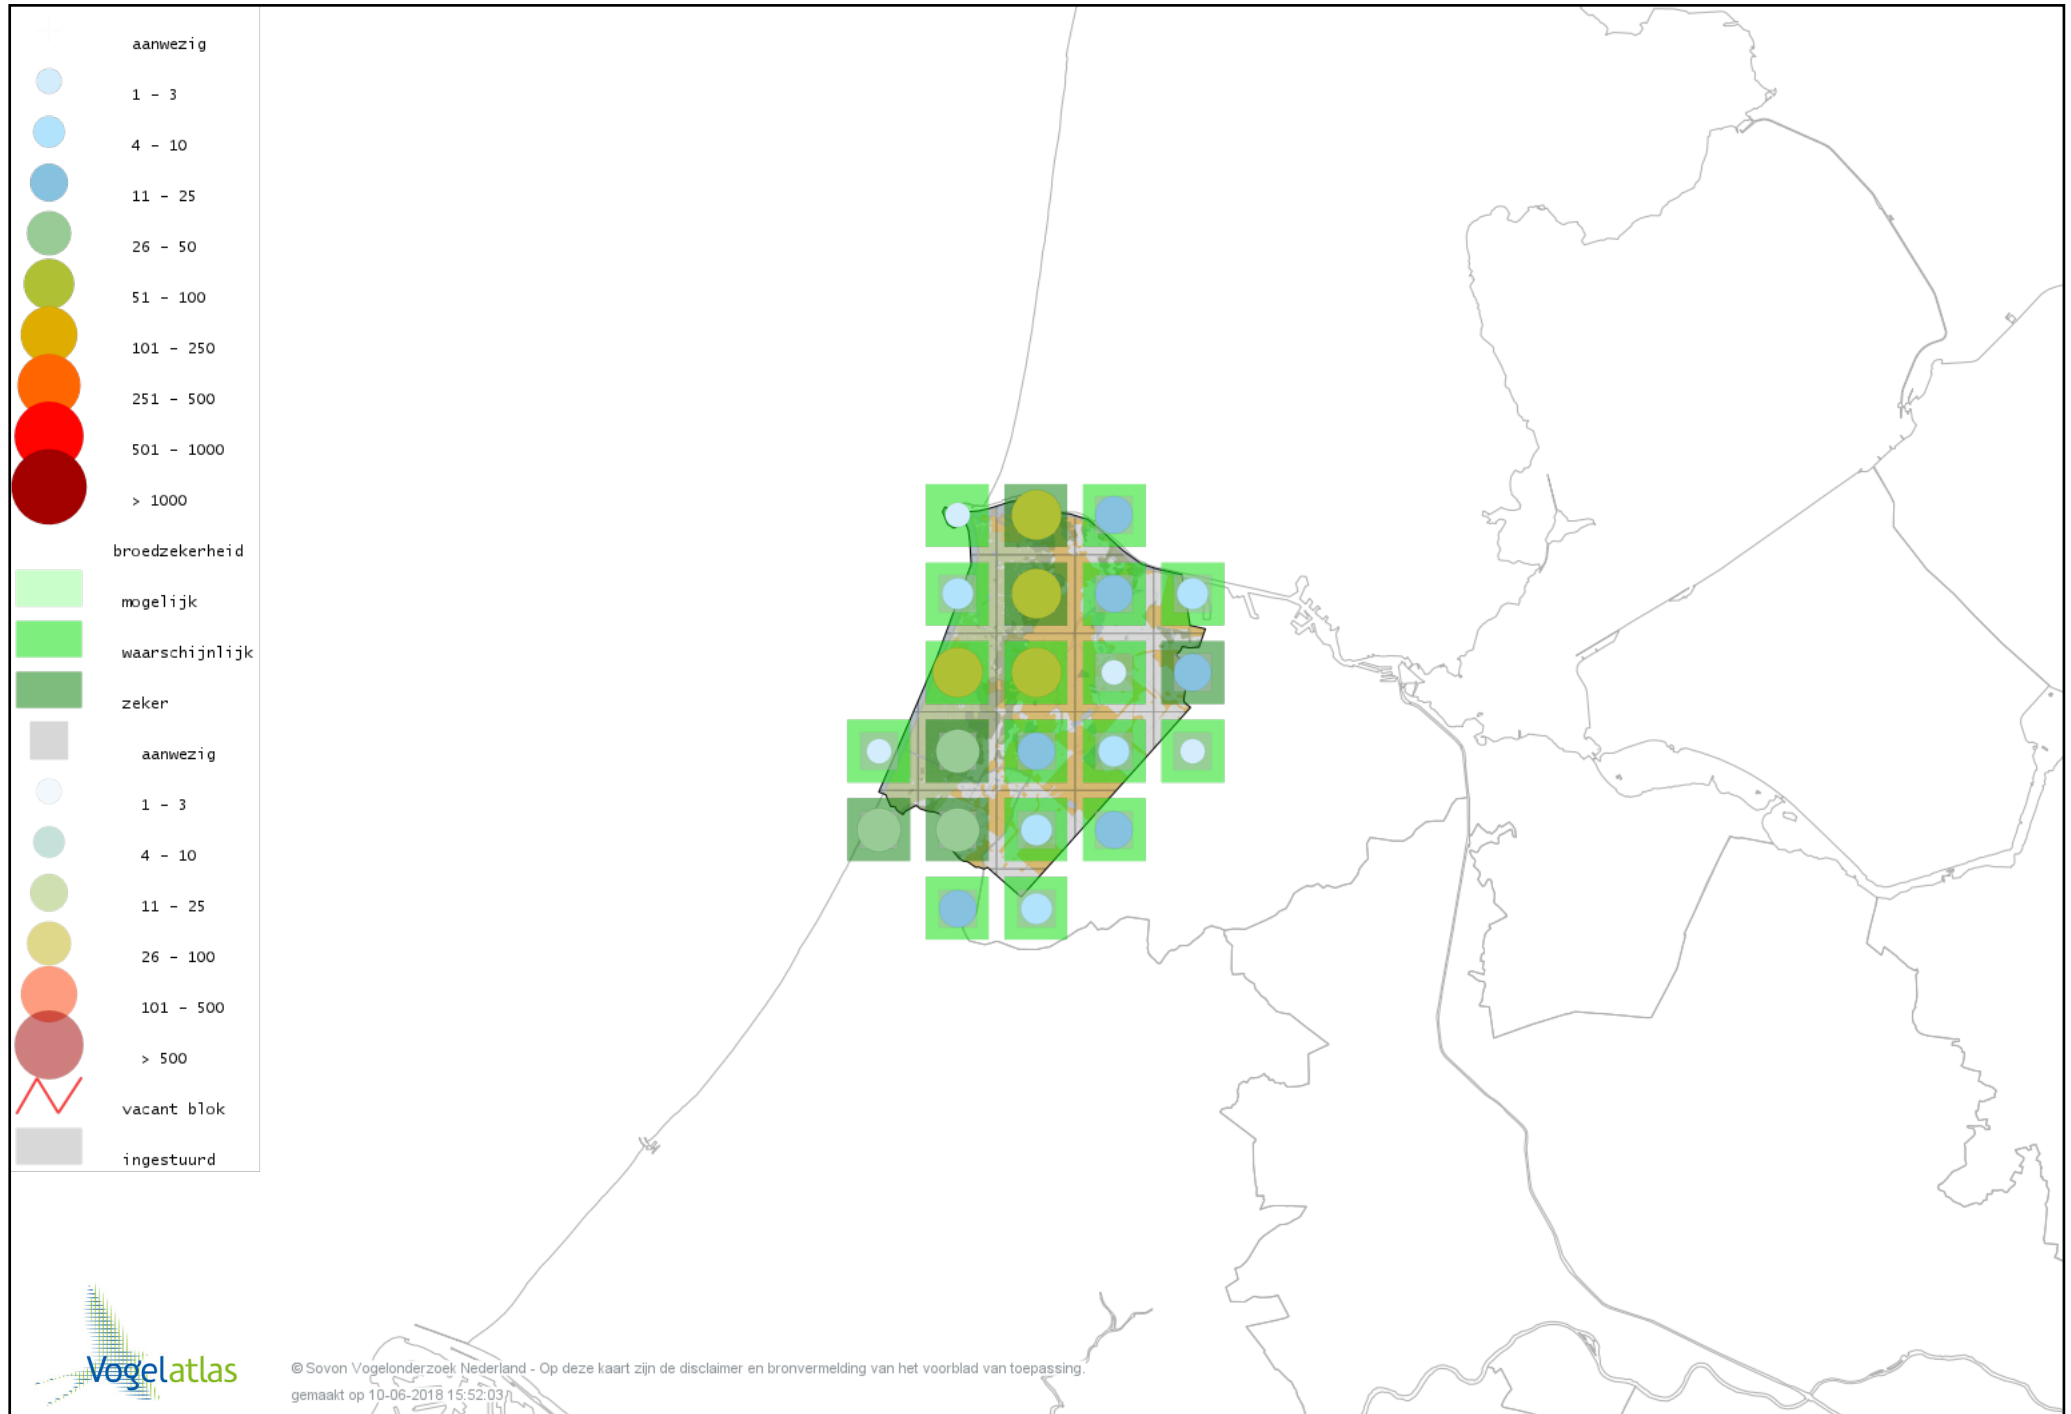 aanwezig
1 - 3
4 - 10
11 - 25
26 - 50
51 - 100
101 - 250
251 - 500
501 - 1000
> 1000
broedzekerheid
mogelijk
waarschijnlijk
zeker
aanwezig
1 - 3
4 - 10
11 - 25
26 - 100
101 - 500
> 500
vacant blok
ingestuurd
Vogelatlas
© Sovon Vogelonderzoek Nederland - Op deze kaart zijn de disclaimer en bronvermelding van het voorblad van toepassing.
gemaakt op 10-06-2018 15:52:03